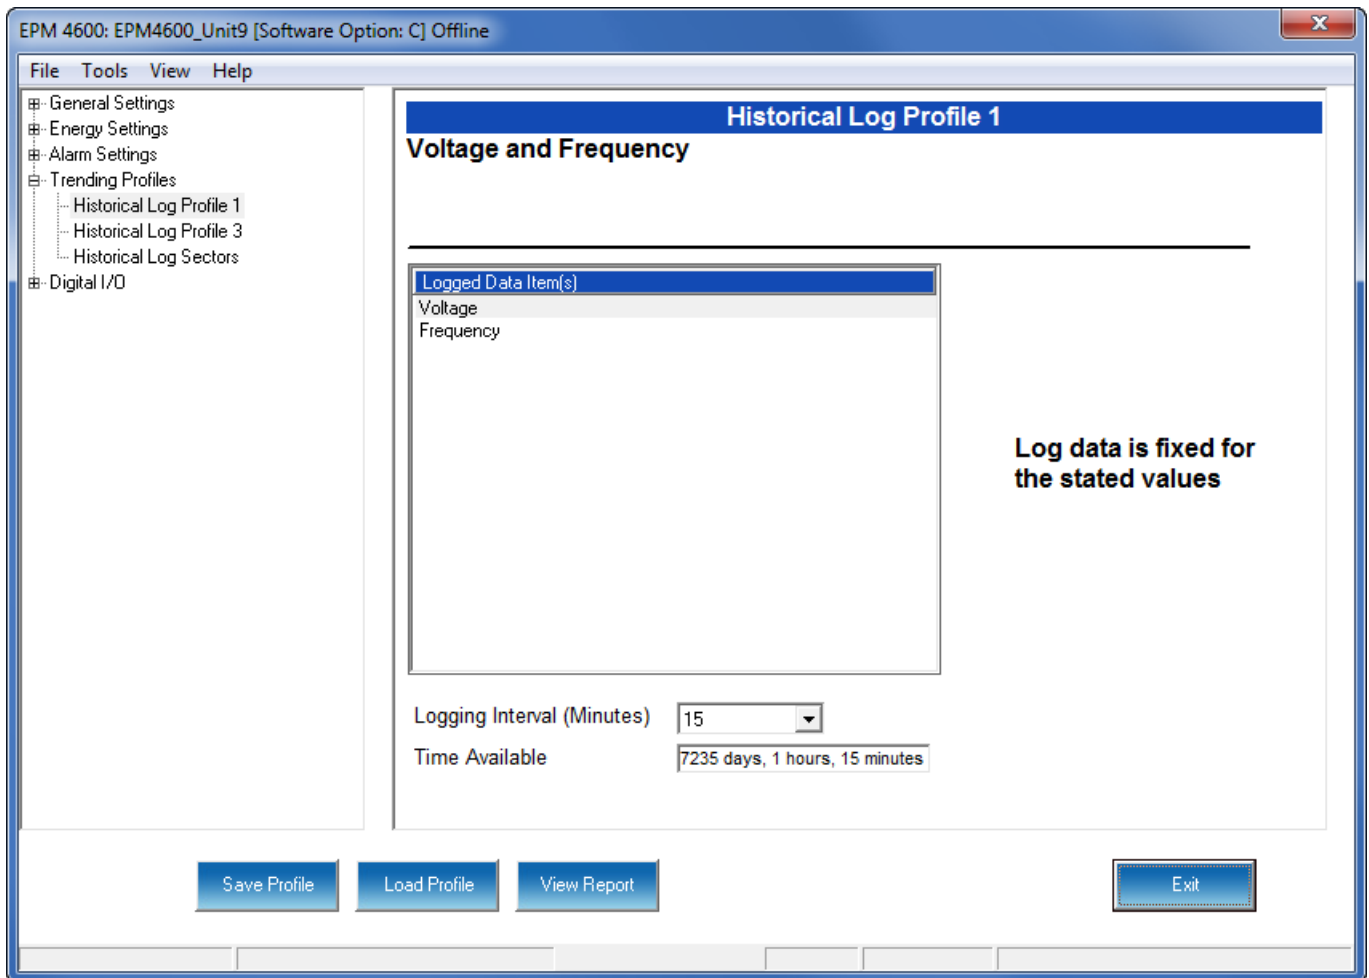 EPM 4600: EPM4600_Unit9 [Software Option: C] Offline
File Tools View Help
General Settings
Energy Settings
Alarm Settings
Trending Profiles
Historical Log Profile 1
Historical Log Profile 3
Historical Log Sectors
Digital I/O
Historical Log Profile 1
Voltage and Frequency
Logged Data Item(s)
Voltage
Frequency
Log data is fixed for
the stated values
Logging Interval (Minutes) 15
Time Available 7235 days, 1 hours, 15 minutes
Save Profile Load Profile View Report Exit